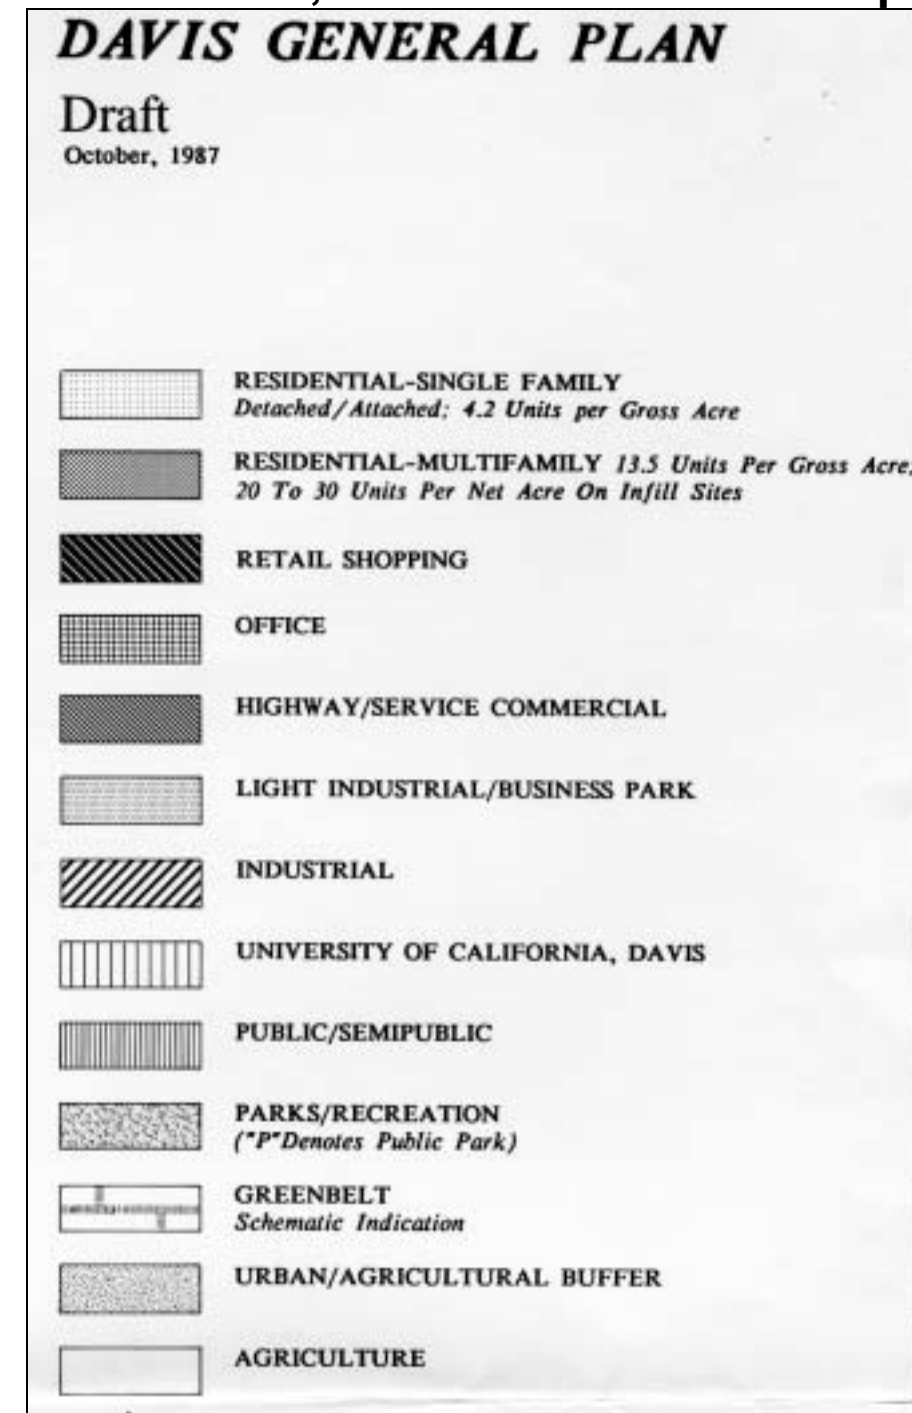 DAVIS GENERAL PLAN
Draft
October, 1987
RESIDENTIAL-SINGLE FAMILY
Detached/Attached; 4.2 Units per Gross Acre
RESIDENTIAL-MULTIFAMILY 13.5 Units Per Gross Acre;
20 To 30 Units Per Net Acre On Infill Sites
RETAIL SHOPPING
OFFICE
HIGHWAY/SERVICE COMMERCIAL
LIGHT INDUSTRIAL/BUSINESS PARK
INDUSTRIAL
UNIVERSITY OF CALIFORNIA, DAVIS
PUBLIC/SEMIPUBLIC
PARKS/RECREATION
("P"Denotes Public Park)
GREENBELT
Schematic Indication
URBAN/AGRICULTURAL BUFFER
AGRICULTURE